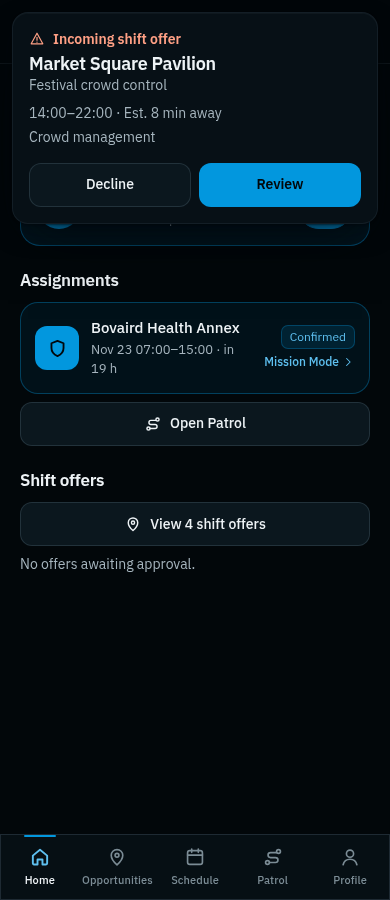 Incoming shift offer
Market Square Pavilion
Festival crowd control
14:00–22:00 · Est. 8 min away
Crowd management
Decline
Review
Assignments
Bovaird Health Annex
Nov 23 07:00–15:00 · in
19 h
Confirmed
Mission Mode
Open Patrol
Shift offers
View 4 shift offers
No offers awaiting approval.
Home
Opportunities
Schedule
Patrol
Profile